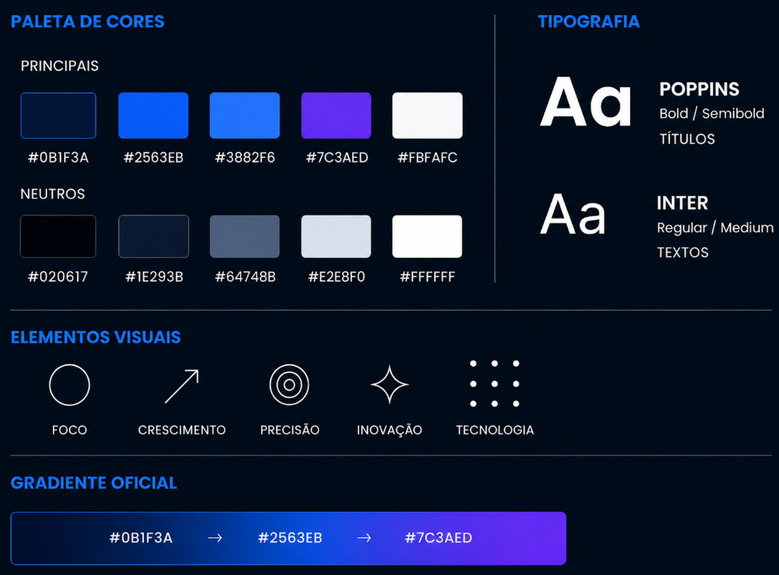 PALETA DE CORES
PRINCIPAIS
#0B1F3A #2563EB #3882F6 #7C3AED #FBFAFC
NEUTROS
#020617 #1E293B #64748B #E2E8F0 #FFFFFF
TIPOGRAFIA
Aa
POPPINS
Bold / Semibold
TÍTULOS
Aa
INTER
Regular / Medium
TEXTOS
ELEMENTOS VISUAIS
FOCO CRESCIMENTO PRECISÃO INOVAÇÃO TECNOLOGIA
GRADIENTE OFICIAL
#0B1F3A → #2563EB → #7C3AED